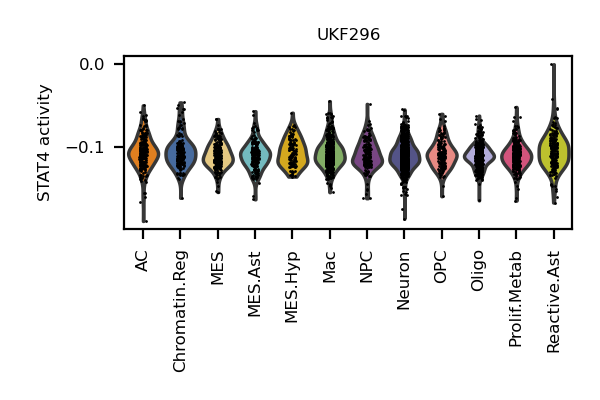 UKF296
STAT4 activity
0.0
−0.1
AC
Chromatin.Reg
MES
MES.Ast
MES.Hyp
Mac
NPC
Neuron
OPC
Oligo
Prolif.Metab
Reactive.Ast